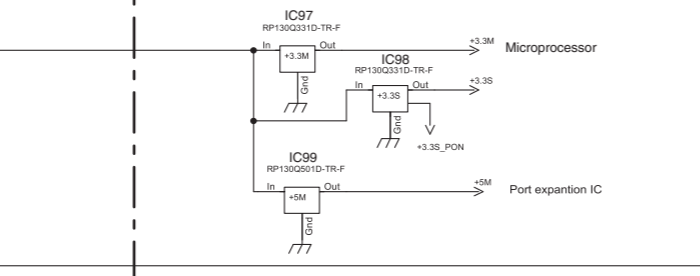 IC97
RP130Q331D-TR-F
In
Out
+3.3M
Gnd
+3.3M
Microprocessor
IC98
RP130Q331D-TR-F
In
Out
+3.3S
Gnd
+3.3S
+3.3S_PON
IC99
RP130Q501D-TR-F
In
Out
+5M
Gnd
+5M
Port expantion IC